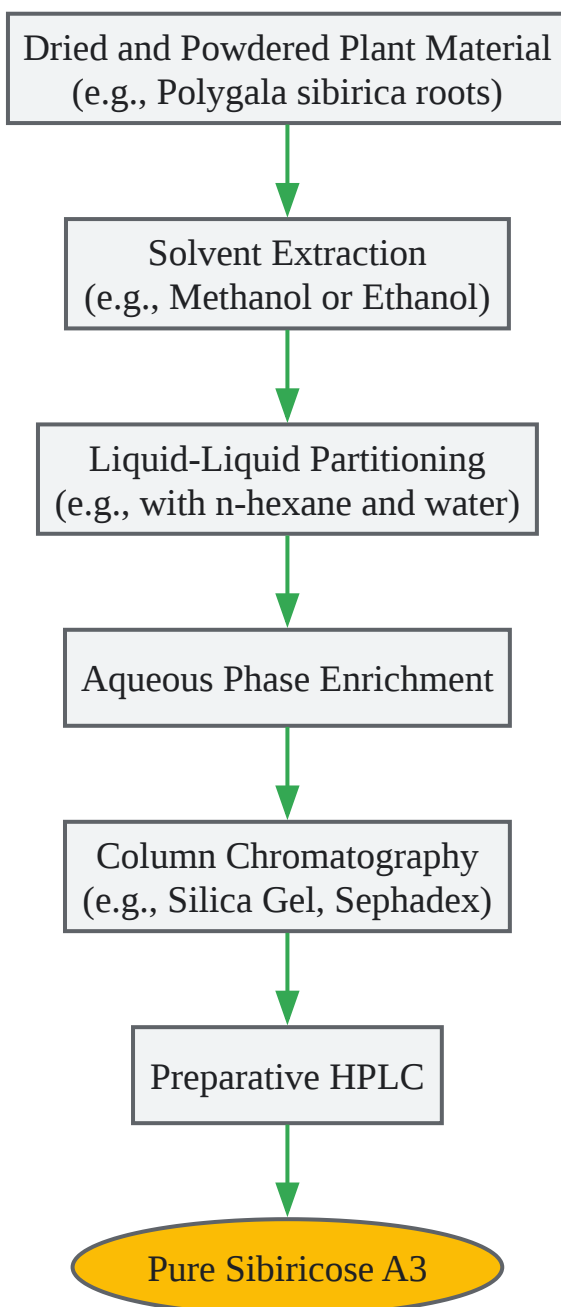 Dried and Powdered Plant Material
(e.g., Polygala sibirica roots)
Solvent Extraction
(e.g., Methanol or Ethanol)
Liquid-Liquid Partitioning
(e.g., with n-hexane and water)
Aqueous Phase Enrichment
Column Chromatography
(e.g., Silica Gel, Sephadex)
Preparative HPLC
Pure Sibiricose A3